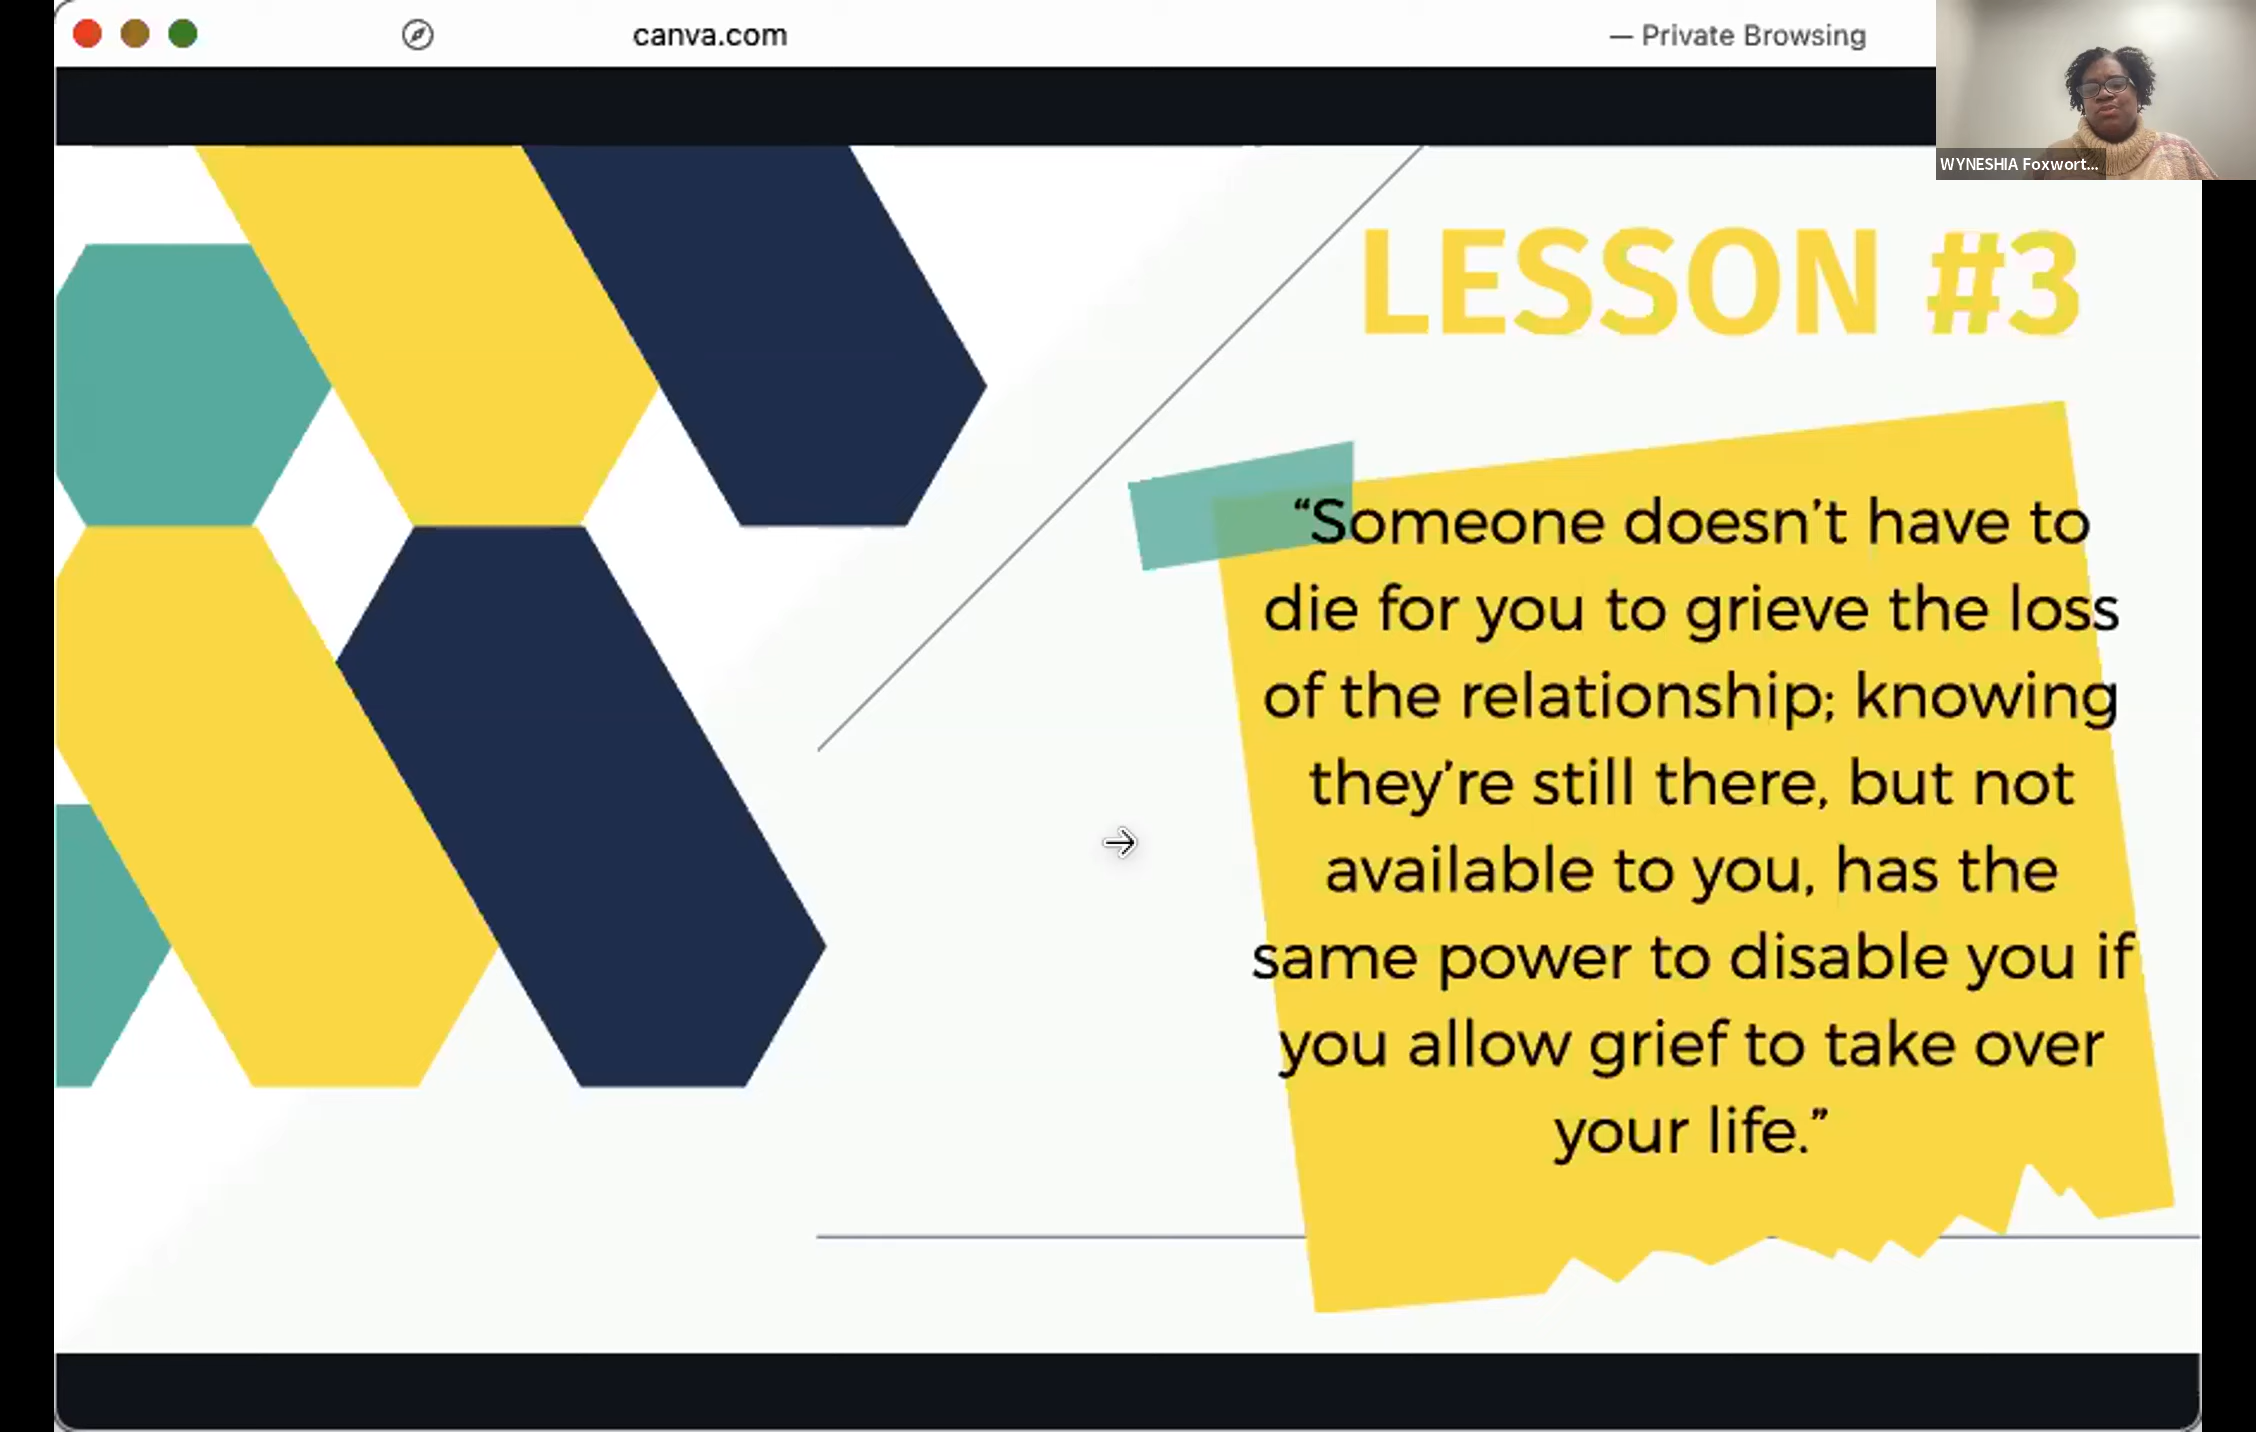 canva.com
— Private Browsing
WYNESHIA Foxwort...
LESSON #3
“Someone doesn’t have to
die for you to grieve the loss
of the relationship; knowing
they’re still there, but not
available to you, has the
same power to disable you if
you allow grief to take over
your life.”